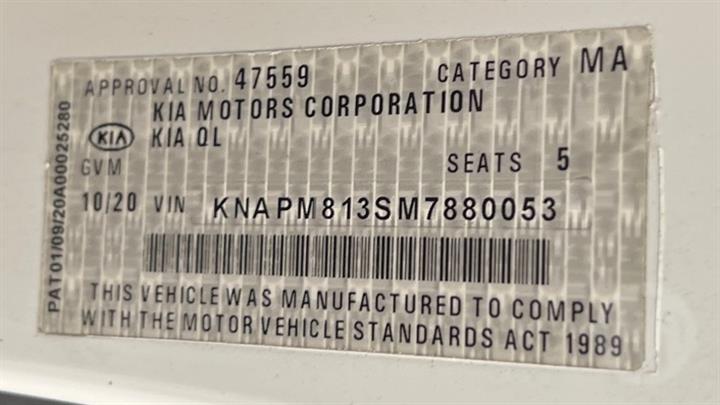 APPROVAL NO. 47559 CATEGORY MA
KIA MOTORS CORPORATION
KIA KIA QL
GVM SEATS 5
10/20 VIN KNAPM813SM7880053
THIS VEHICLE WAS MANUFACTURED TO COMPLY
WITH THE MOTOR VEHICLE STANDARDS ACT 1989
PAT01/09/20A00025280